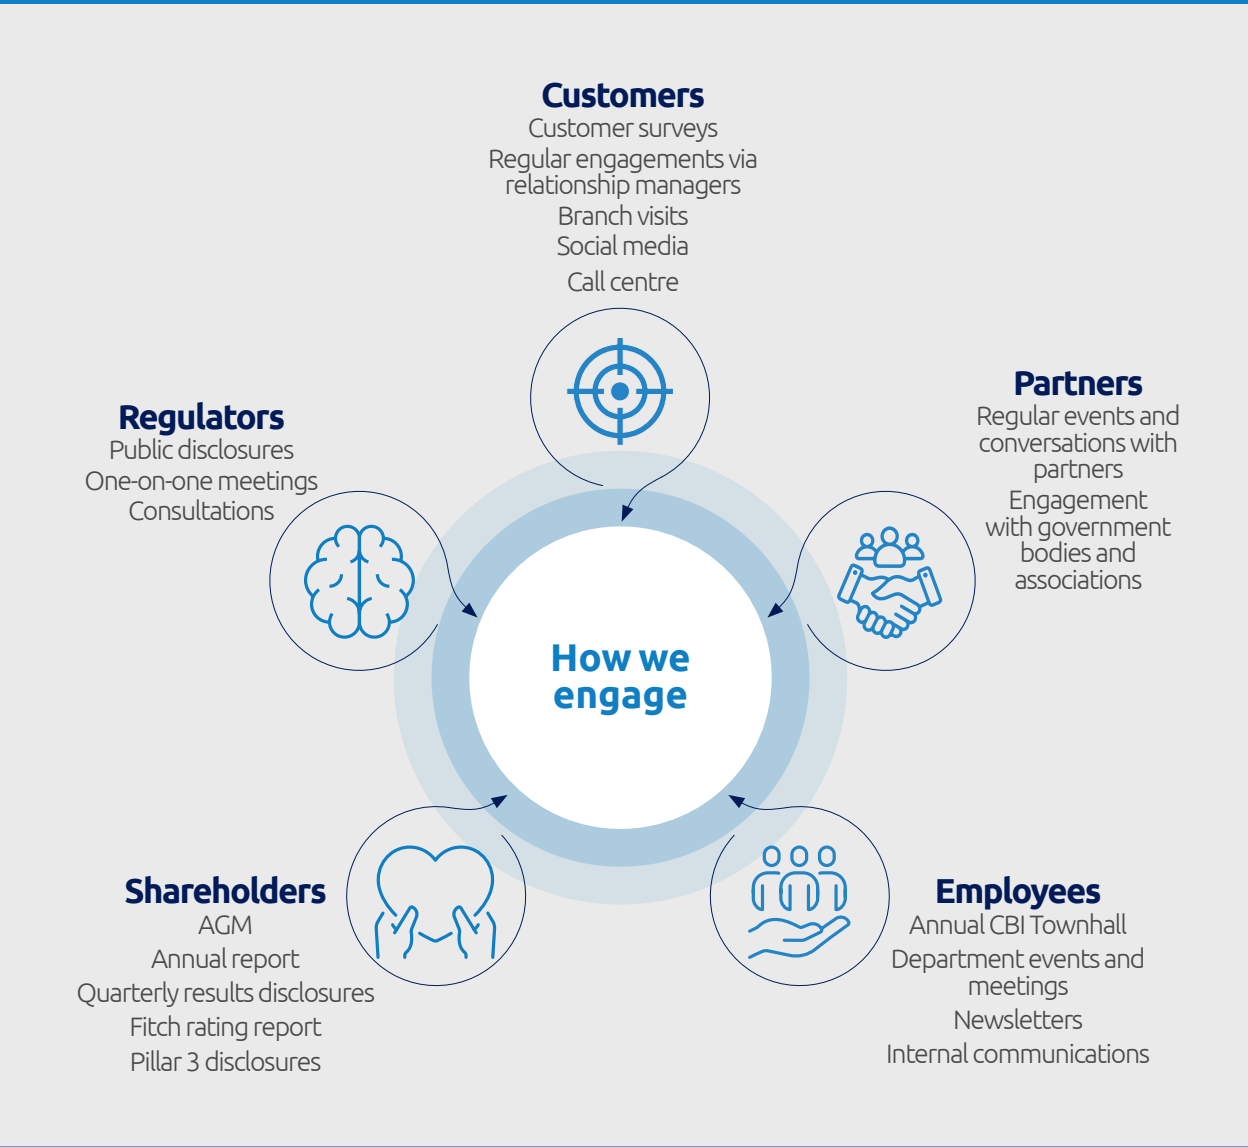 Customers
Customer surveys
Regular engagements via
relationship managers
Branch visits
Social media
Call centre
Partners
Regular events and
conversations with
partners
Engagement
with government
bodies and
associations
Regulators
Public disclosures
One-on-one meetings
Consultations
How we
engage
Shareholders
AGM
Annual report
Quarterly results disclosures
Fitch rating report
Pillar 3 disclosures
Employees
Annual CBI Townhall
Department events and
meetings
Newsletters
Internal communications